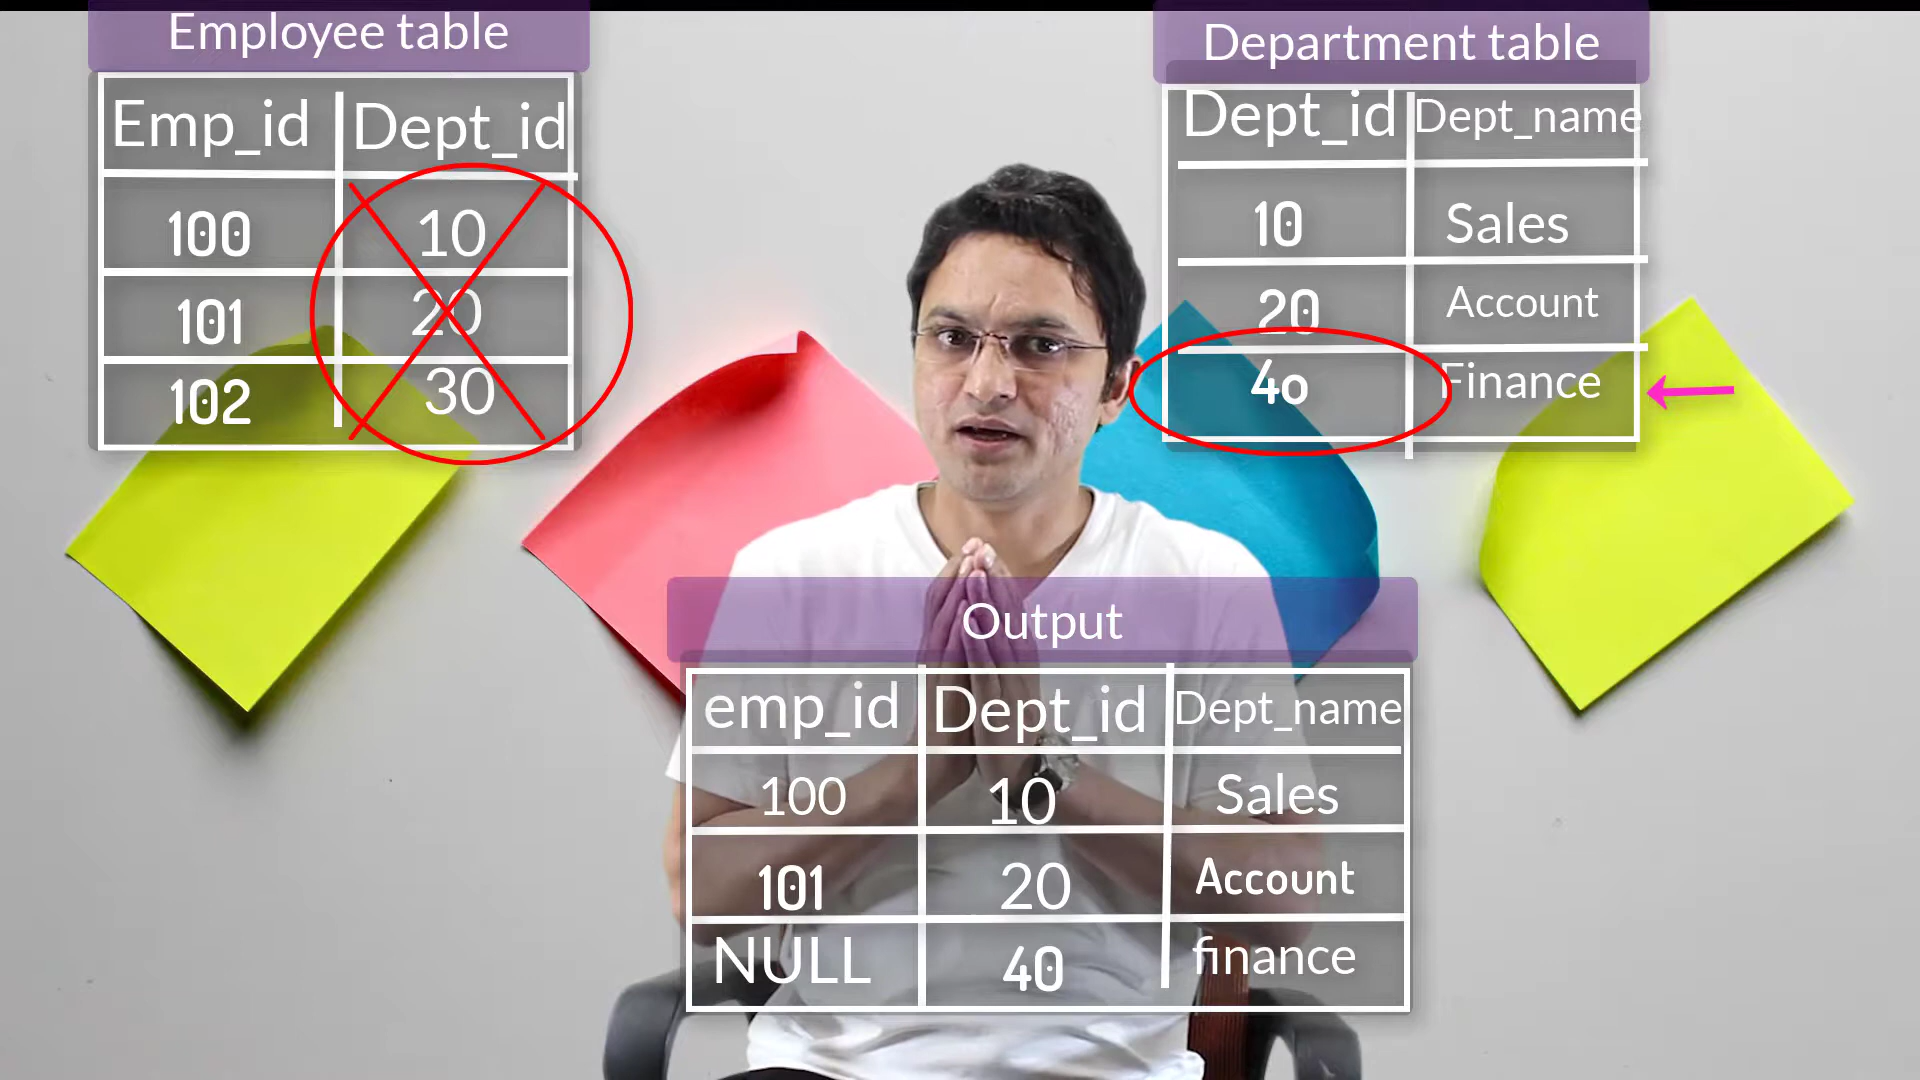 Employee table
Emp_id Dept_id
100 10
101 20
102 30
Department table
Dept_id Dept_name
10 Sales
20 Account
4o Finance
Output
emp_id Dept_id Dept_name
100 10 Sales
101 20 Account
NULL 40 finance